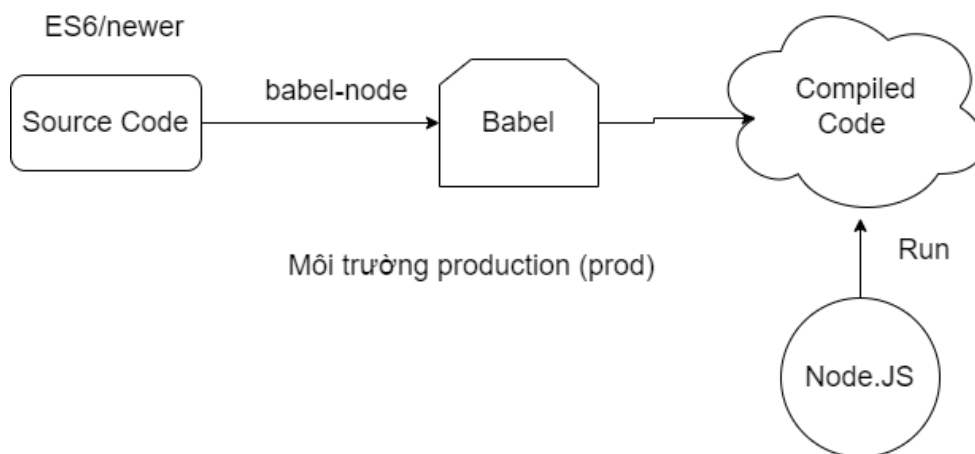 ES6/newer
Source Code
babel-node
Babel
Compiled
Code
Môi trường production (prod)
Run
Node.JS